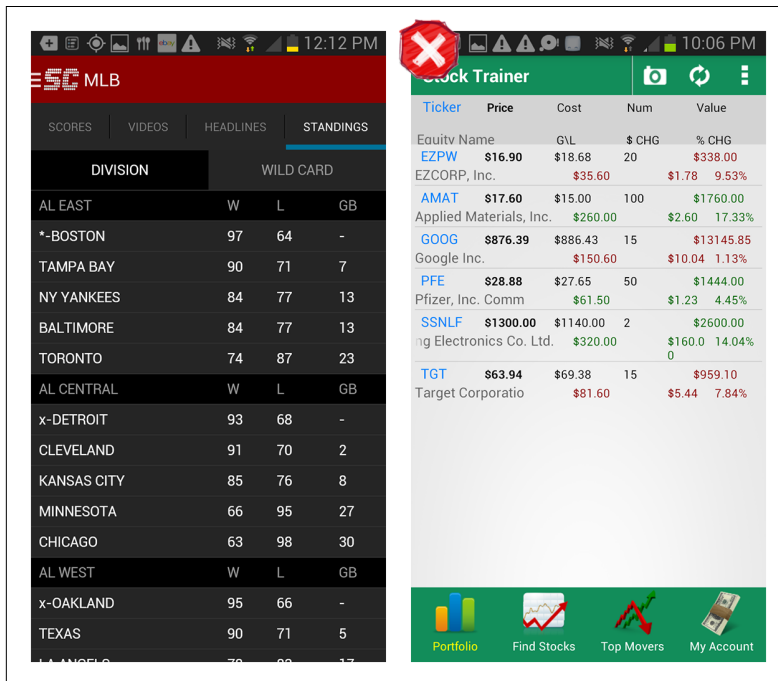 ebay
12:12 PM
SC MLB
SCORES VIDEOS HEADLINES STANDINGS
DIVISION WILD CARD
AL EAST W L GB
*-BOSTON 97 64 -
TAMPA BAY 90 71 7
NY YANKEES 84 77 13
BALTIMORE 84 77 13
TORONTO 74 87 23
AL CENTRAL W L GB
x-DETROIT 93 68 -
CLEVELAND 91 70 2
KANSAS CITY 85 76 8
MINNESOTA 66 95 27
CHICAGO 63 98 30
AL WEST W L GB
x-OAKLAND 95 66 -
TEXAS 90 71 5
10:06 PM
Stock Trainer
Ticker Price Cost Num Value
Equity Name G\L $ CHG % CHG
EZPW $16.90 $18.68 20 $338.00
EZCORP, Inc. $35.60 $1.78 9.53%
AMAT $17.60 $15.00 100 $1760.00
Applied Materials, Inc. $260.00 $2.60 17.33%
GOOG $876.39 $886.43 15 $13145.85
Google Inc. $150.60 $10.04 1.13%
PFE $28.88 $27.65 50 $1444.00
Pfizer, Inc. Comm $61.50 $1.23 4.45%
SSNLF $1300.00 $1140.00 2 $2600.00
ng Electronics Co. Ltd. $320.00 $160.0 14.04%
0
TGT $63.94 $69.38 15 $959.10
Target Corporatio $81.60 $5.44 7.84%
Portfolio Find Stocks Top Movers My Account